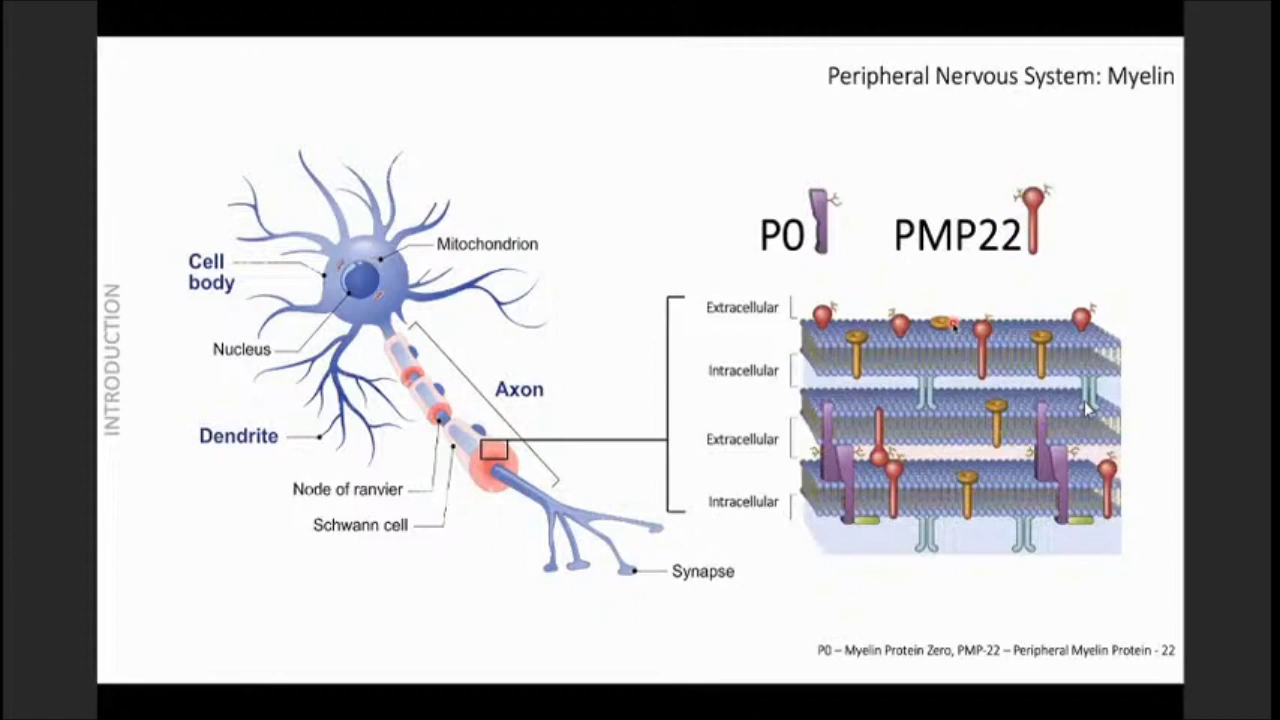 Peripheral Nervous System: Myelin
INTRODUCTION
Cell
body
Mitochondrion
Nucleus
Axon
Dendrite
Node of ranvier
Schwann cell
Synapse
P0
PMP22
Extracellular
Intracellular
Extracellular
Intracellular
P0 – Myelin Protein Zero, PMP-22 – Peripheral Myelin Protein - 22